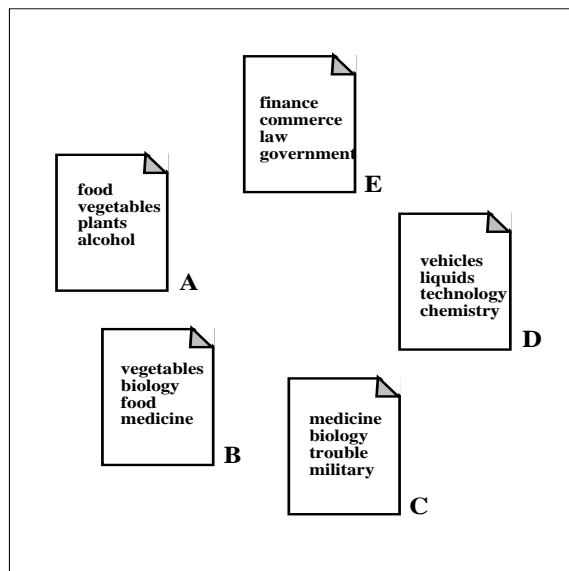 finance
commerce
law
government
E
food
vegetables
plants
alcohol
A
vehicles
liquids
technology
chemistry
D
vegetables
biology
food
medicine
B
medicine
biology
trouble
military
C